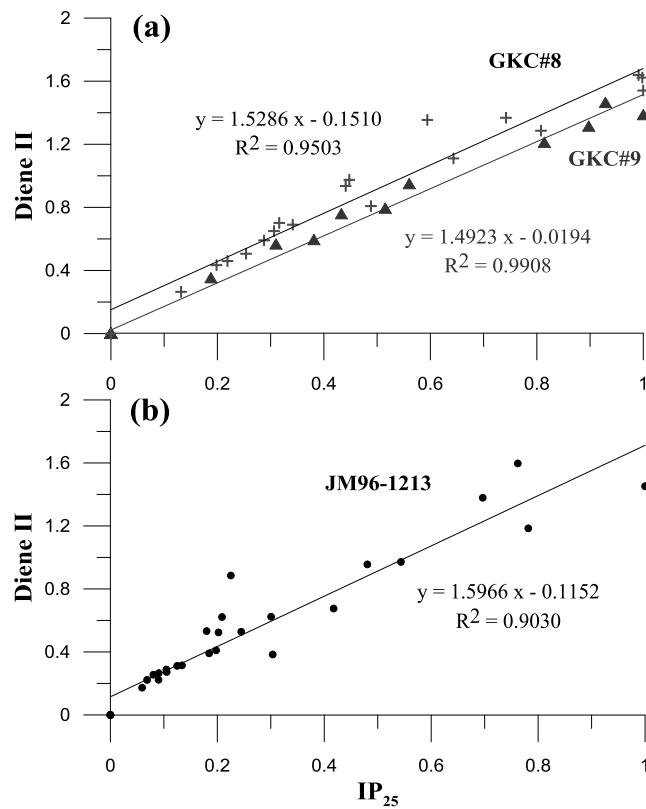 (a)
GKC#8
y = 1.5286 x - 0.1510
R2 = 0.9503
GKC#9
y = 1.4923 x - 0.0194
R2 = 0.9908
Diene II
2
1.6
1.2
0.8
0.4
0
0 0.2 0.4 0.6 0.8 1
(b)
JM96-1213
y = 1.5966 x - 0.1152
R2 = 0.9030
Diene II
2
1.6
1.2
0.8
0.4
0
0 0.2 0.4 0.6 0.8 1
IP25